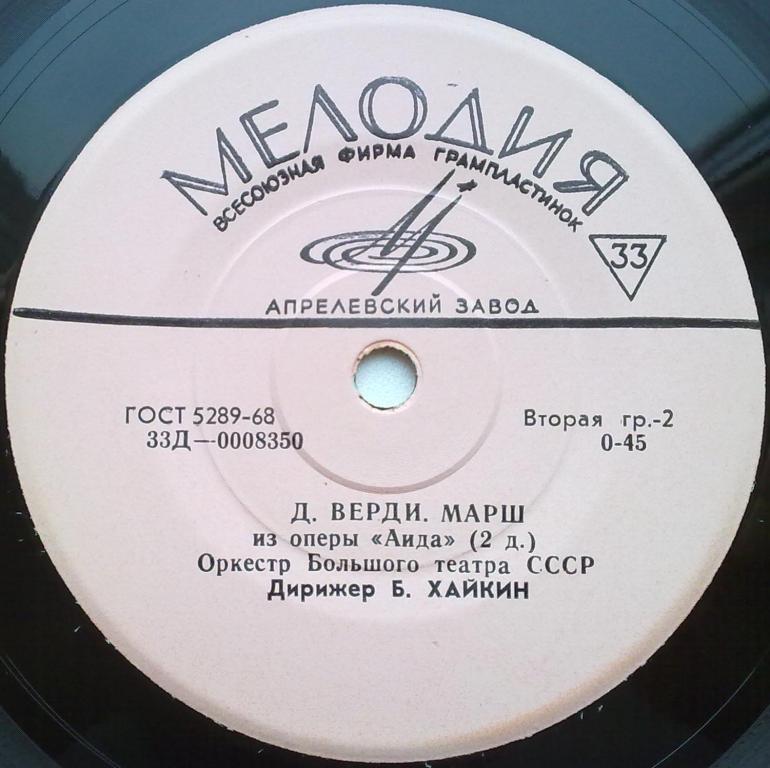 МЕЛОДИЯ
ВСЕСОЮЗНАЯ ФИРМА ГРАМПЛАСТИНОК
33
АПРЕЛЕВСКИЙ ЗАВОД
ГОСТ 5289-68
Вторая гр.-2
33Д—0008350
0-45
Д. ВЕРДИ. МАРШ
из оперы «Аида» (2 д.)
Оркестр Большого театра СССР
Дирижер Б. ХАЙКИН